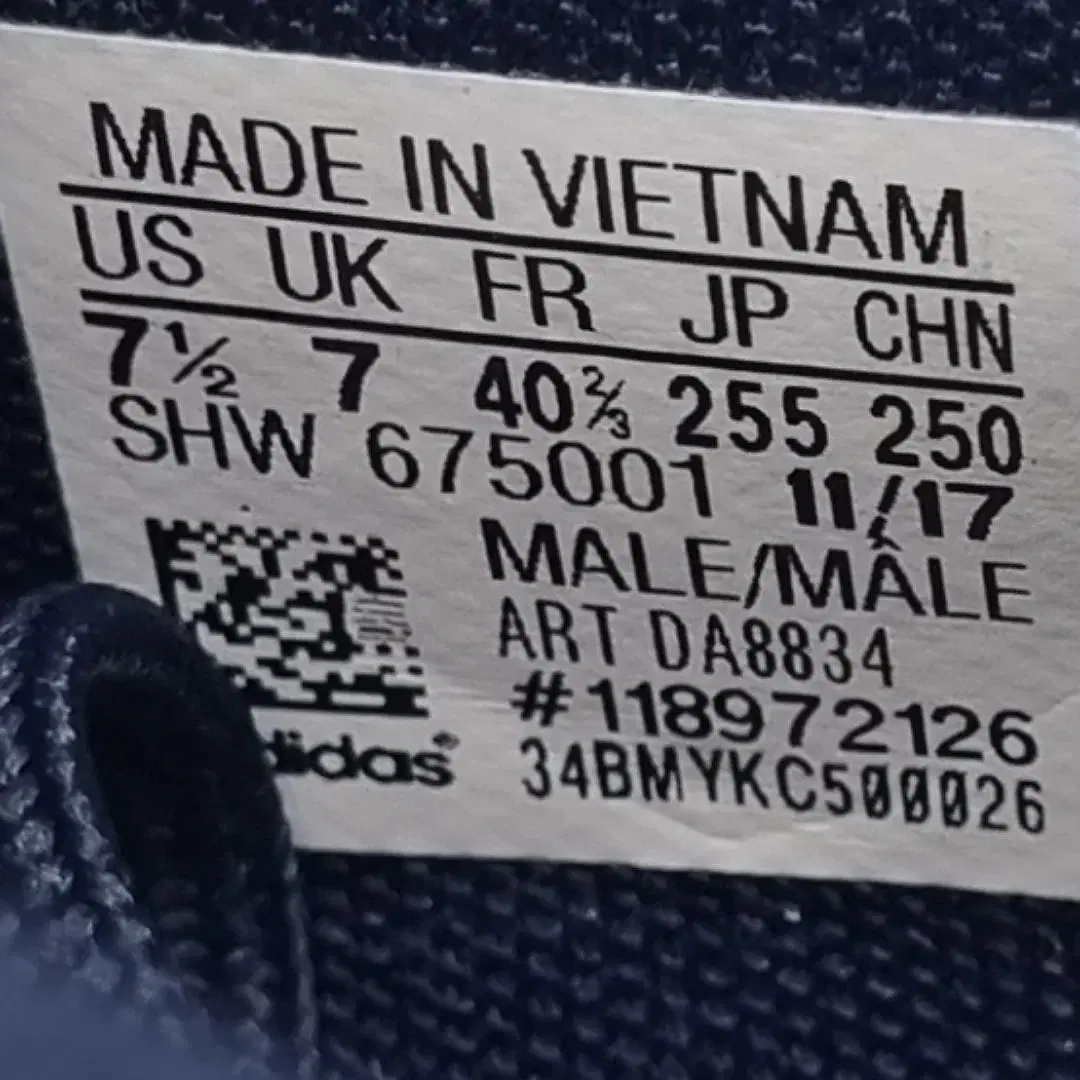 MADE IN VIETNAM
US UK FR JP CHN
7½ 7 40⅔ 255 250
SHW 675001 11/17
MALE/MÂLE
ART DA8834
#118972126
adidas®
34BMYKC500026